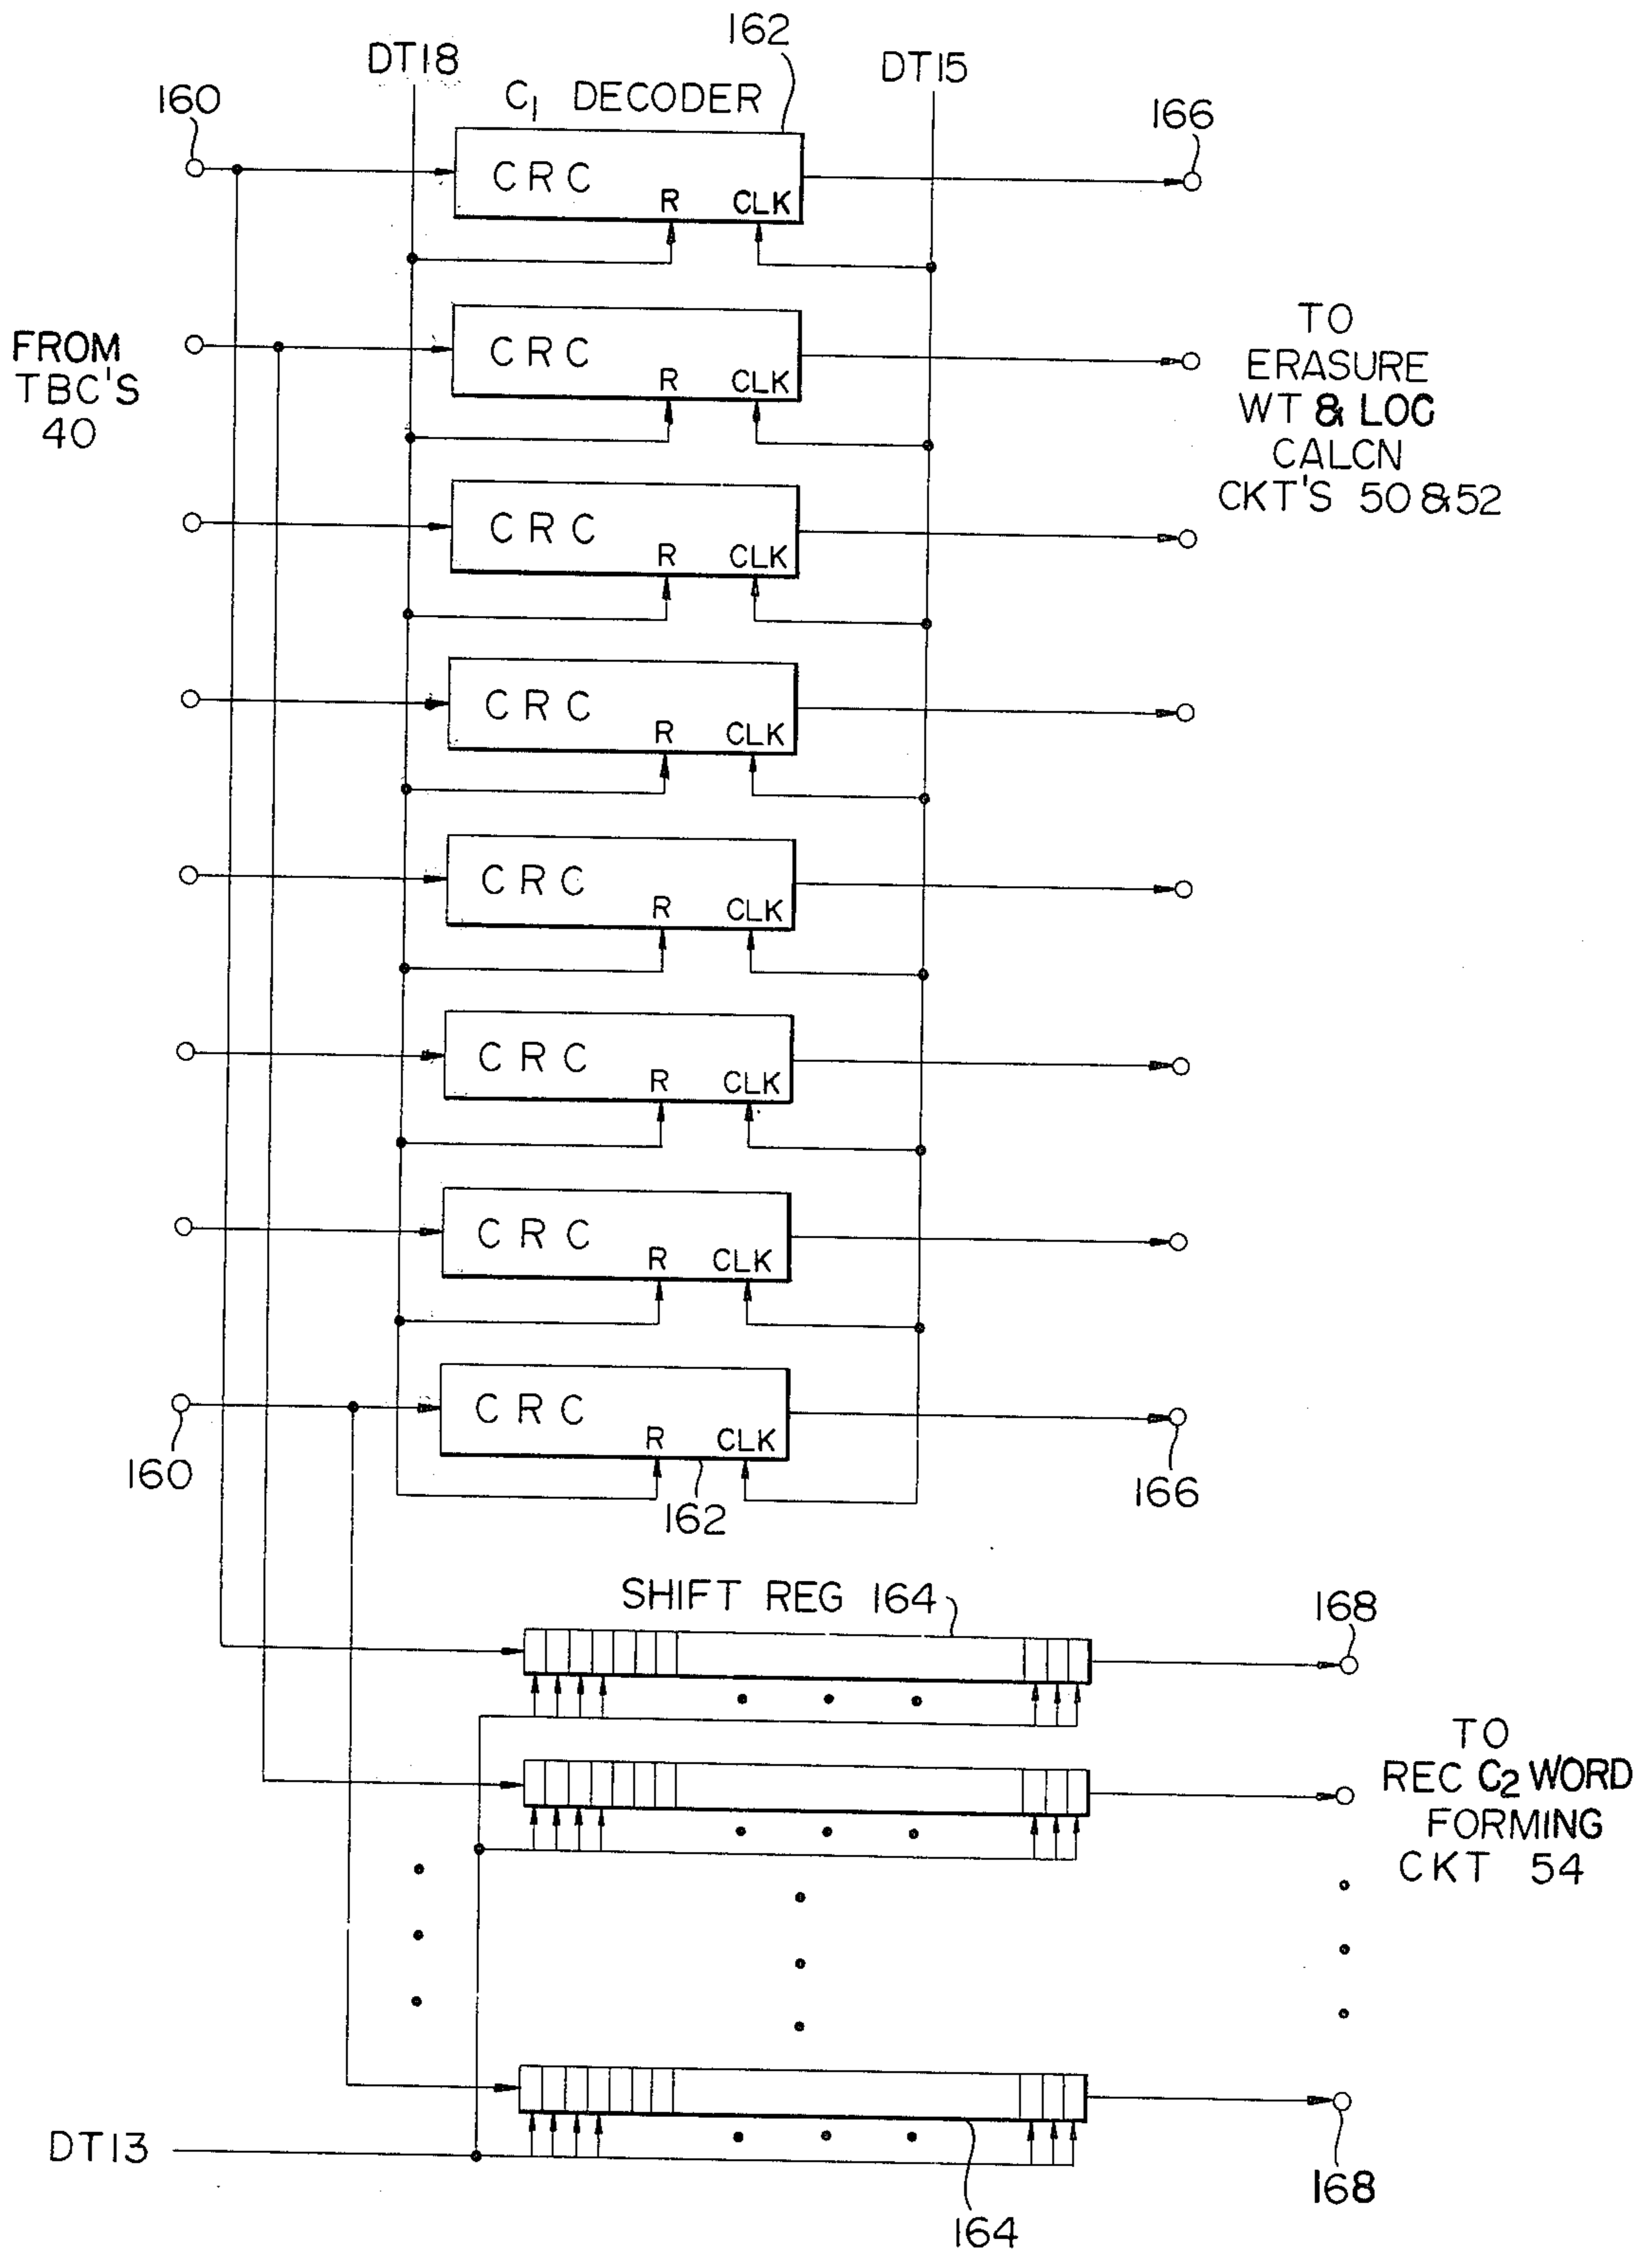 162
DT18
DT15
C1 DECODER
160
166
CRC
R CLK
FROM
TBC'S
40
CRC
R CLK
TO
ERASURE
WT & LOC
CALCN
CKT'S 50 & 52
CRC
R CLK
CRC
R CLK
CRC
R CLK
CRC
R CLK
CRC
R CLK
CRC
R CLK
160
162
166
SHIFT REG 164
168
TO
REC C2 WORD
FORMING
CKT 54
DT13
164
168